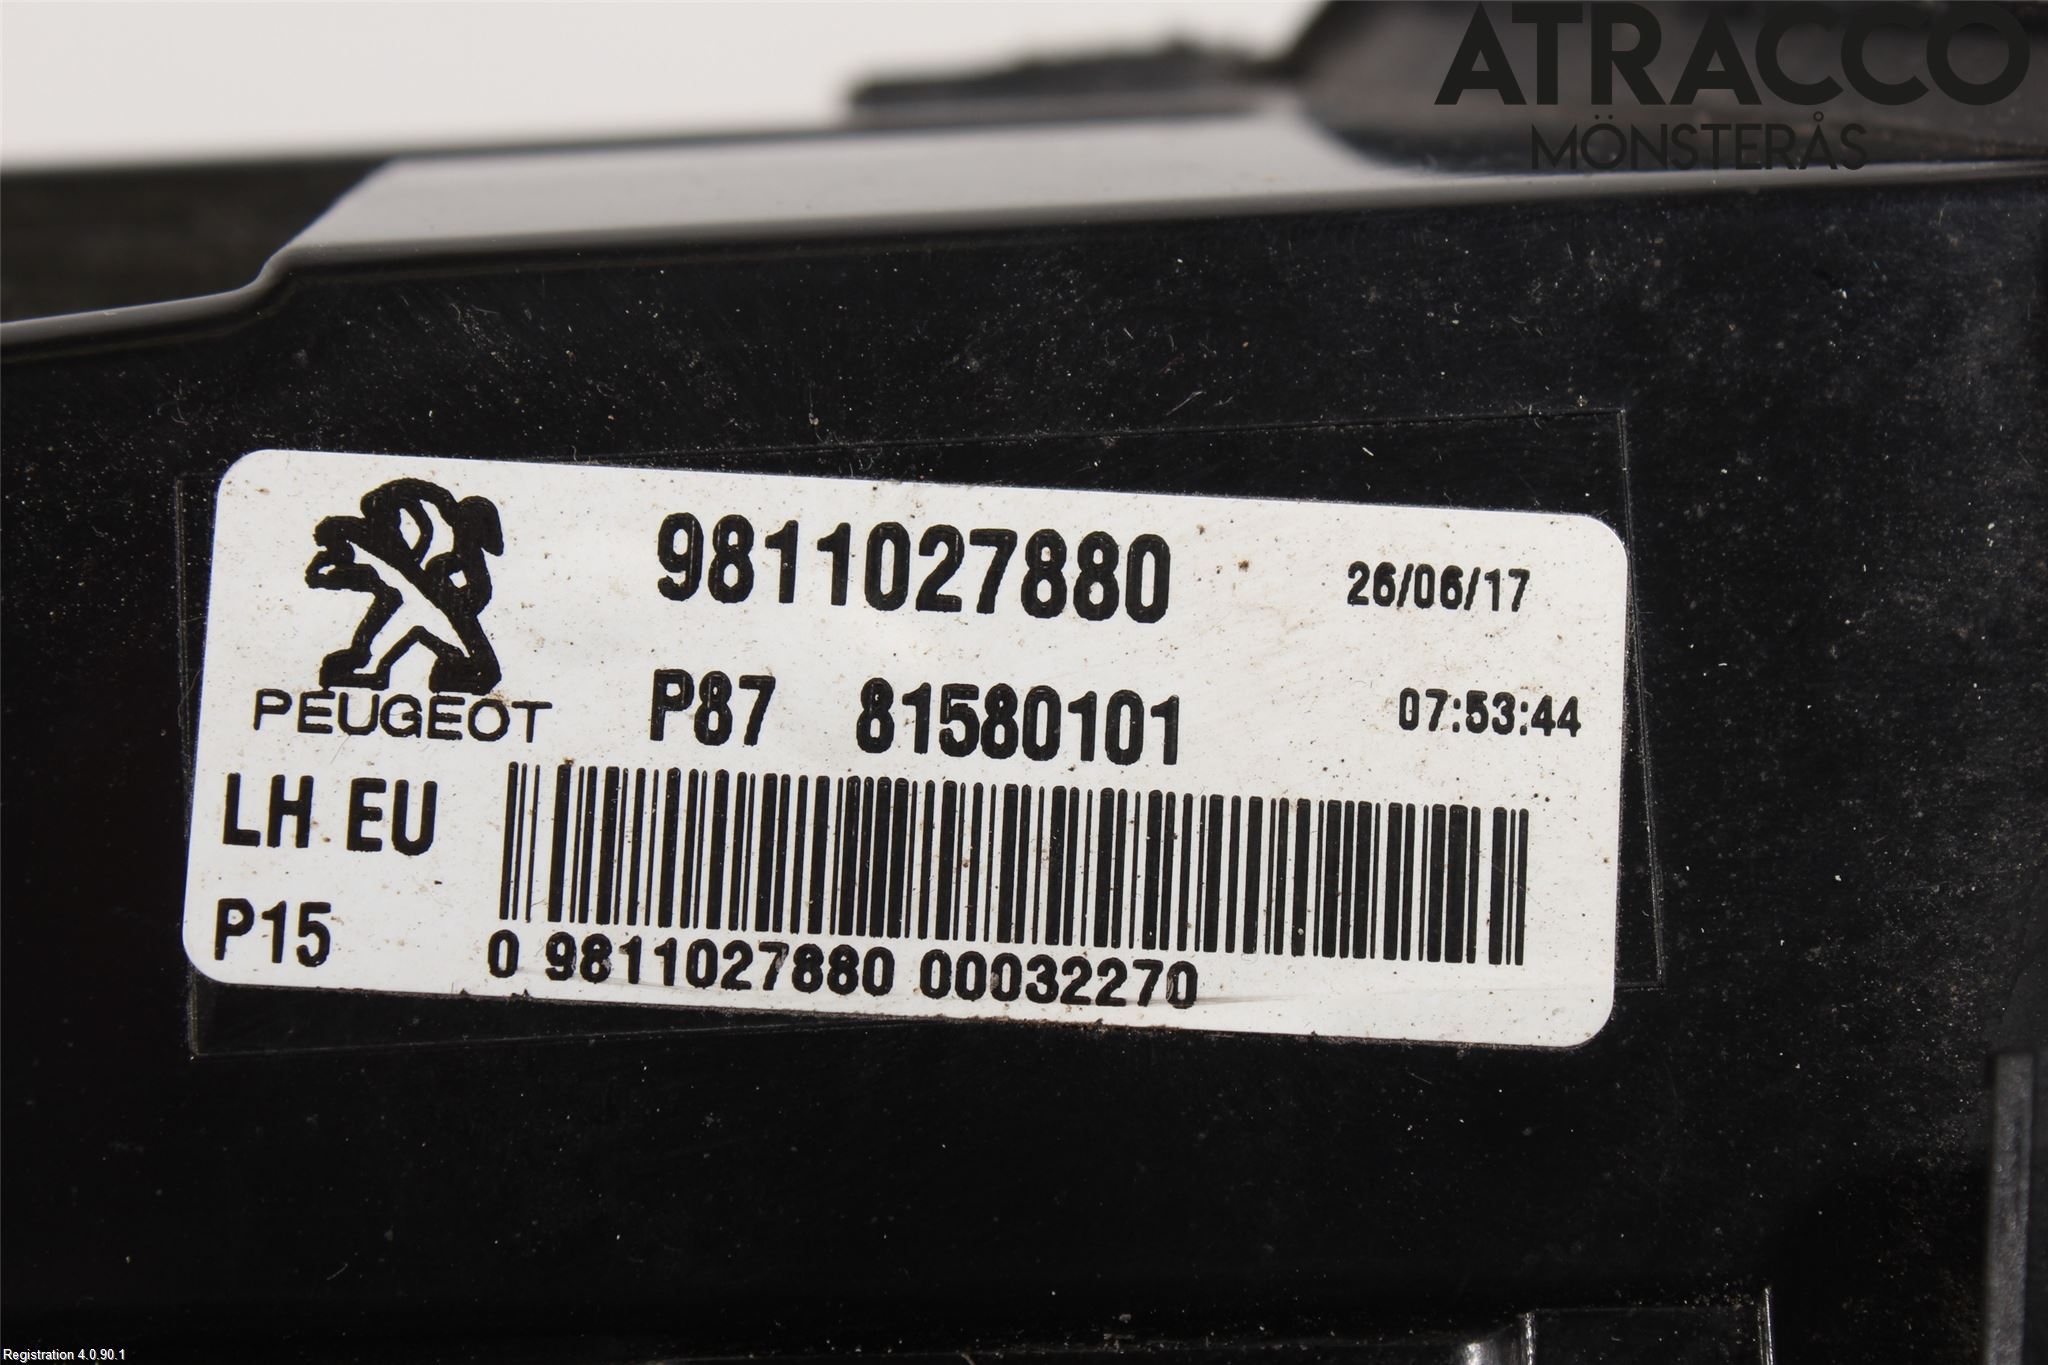 ATRACCO
MÖNSTERÅS
9811027880 26/06/17
PEUGEOT P87 81580101 07:53:44
LH EU
P15
0 9811027880 00032270
Registration 4.0.90.1